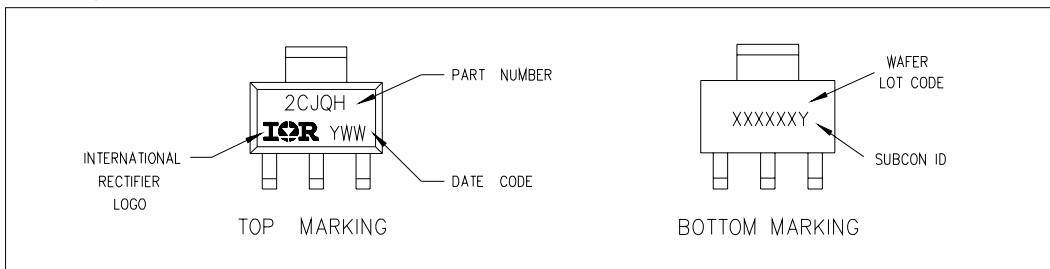 PART NUMBER
2CJQH
IOR YWW
INTERNATIONAL
RECTIFIER
LOGO
DATE CODE
TOP MARKING
WAFER
LOT CODE
XXXXXXY
SUBCON ID
BOTTOM MARKING